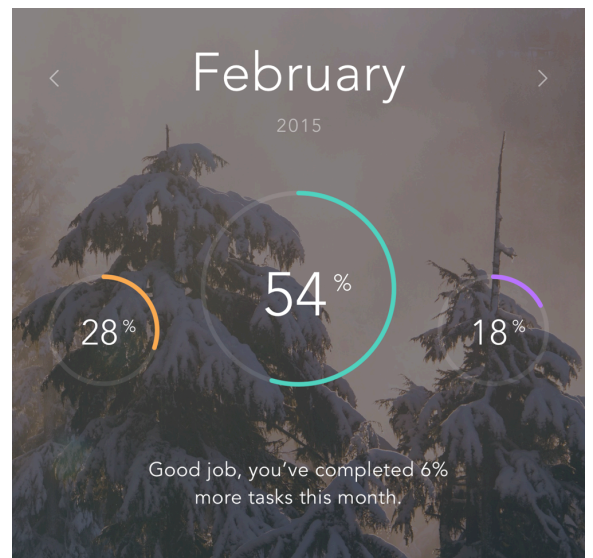 February
2015
54%
28%
18%
Good job, you've completed 6%
more tasks this month.